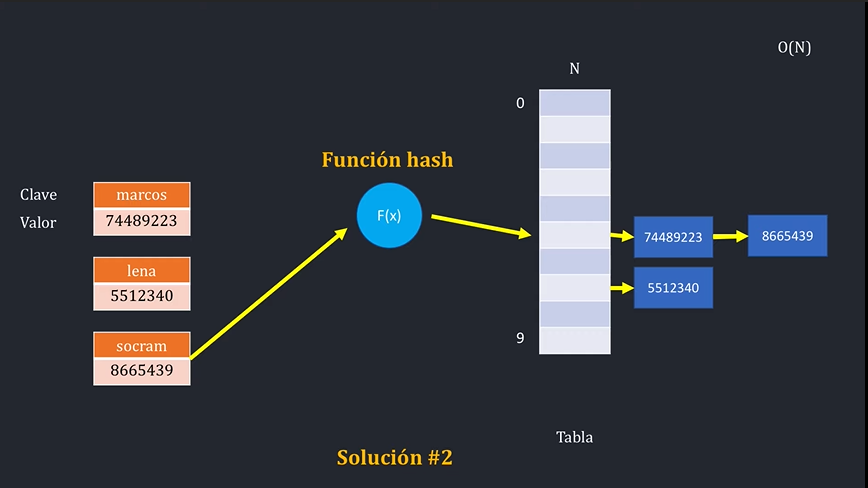 O(N)
N
0
Función hash
Clave
marcos
Valor
74489223
F(x)
74489223
8665439
lena
5512340
5512340
socram
8665439
9
Tabla
Solución #2